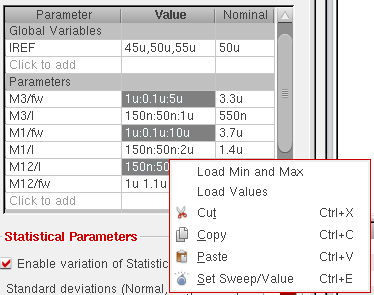 Parameter Value Nominal
Global Variables
IREF 45u,50u,55u 50u
Click to add
Parameters
M3/fw 1u:0.1u:5u 3.3u
M3/l 150n:50n:1u 550n
M1/fw 1u:0.1u:10u 3.7u
M1/l 150n:50n:2u 1.4u
M12/l 150n:50
M12/fw 1u 1.1u
Click to add
Load Min and Max
Load Values
Cut Ctrl+X
Copy Ctrl+C
Paste Ctrl+V
Set Sweep/Value Ctrl+E
Statistical Parameters
Enable variation of Statistic
Standard deviations (Normal,